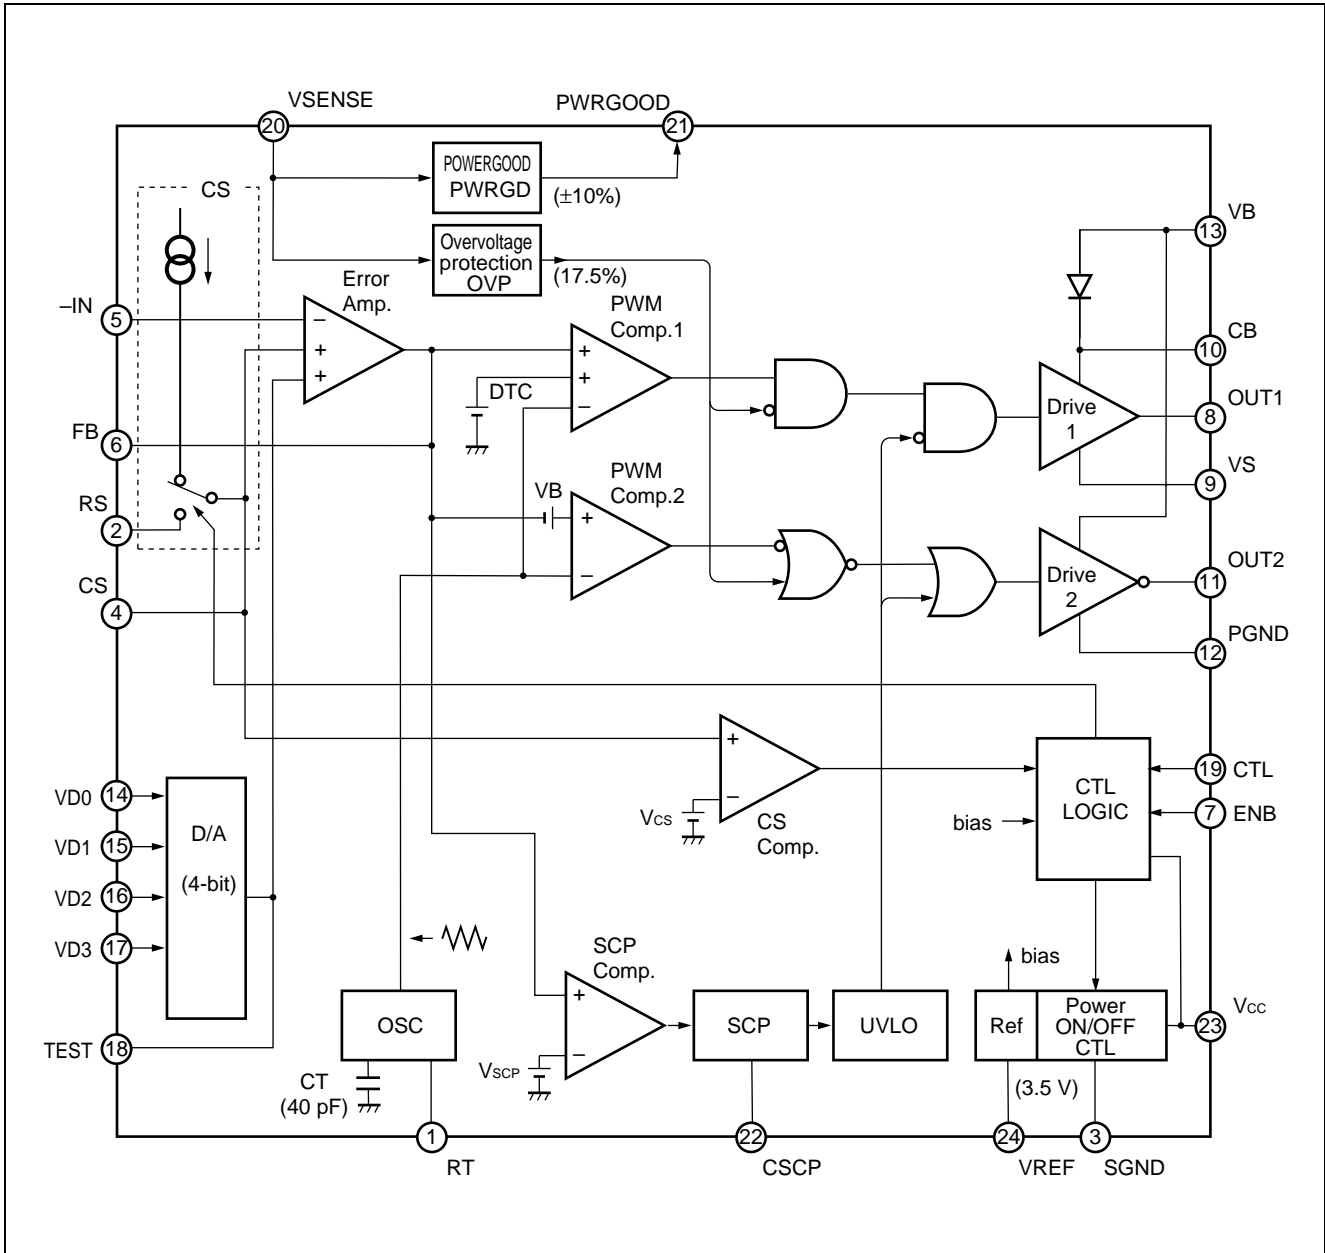 VSENSE
PWRGOOD
20
21
POWERGOOD
PWRGD
(±10%)
CS
VB
13
Overvoltage
protection
OVP
(17.5%)
Error
Amp.
PWM
Comp.1
–IN
5
−
+
+
+
+
−
DTC
CB
10
Drive
1
OUT1
8
FB
6
VS
9
PWM
Comp.2
VB
+
−
RS
2
CS
4
Drive
2
OUT2
11
PGND
12
+
−
VCS
CS
Comp.
CTL
LOGIC
bias
19
CTL
7
ENB
VD0
14
VD1
15
VD2
16
VD3
17
D/A
(4-bit)
TEST
18
SCP
Comp.
+
−
VSCP
OSC
CT
(40 pF)
SCP
UVLO
bias
Ref
Power
ON/OFF
CTL
(3.5 V)
VCC
23
1
22
24
3
RT
CSCP
VREF
SGND